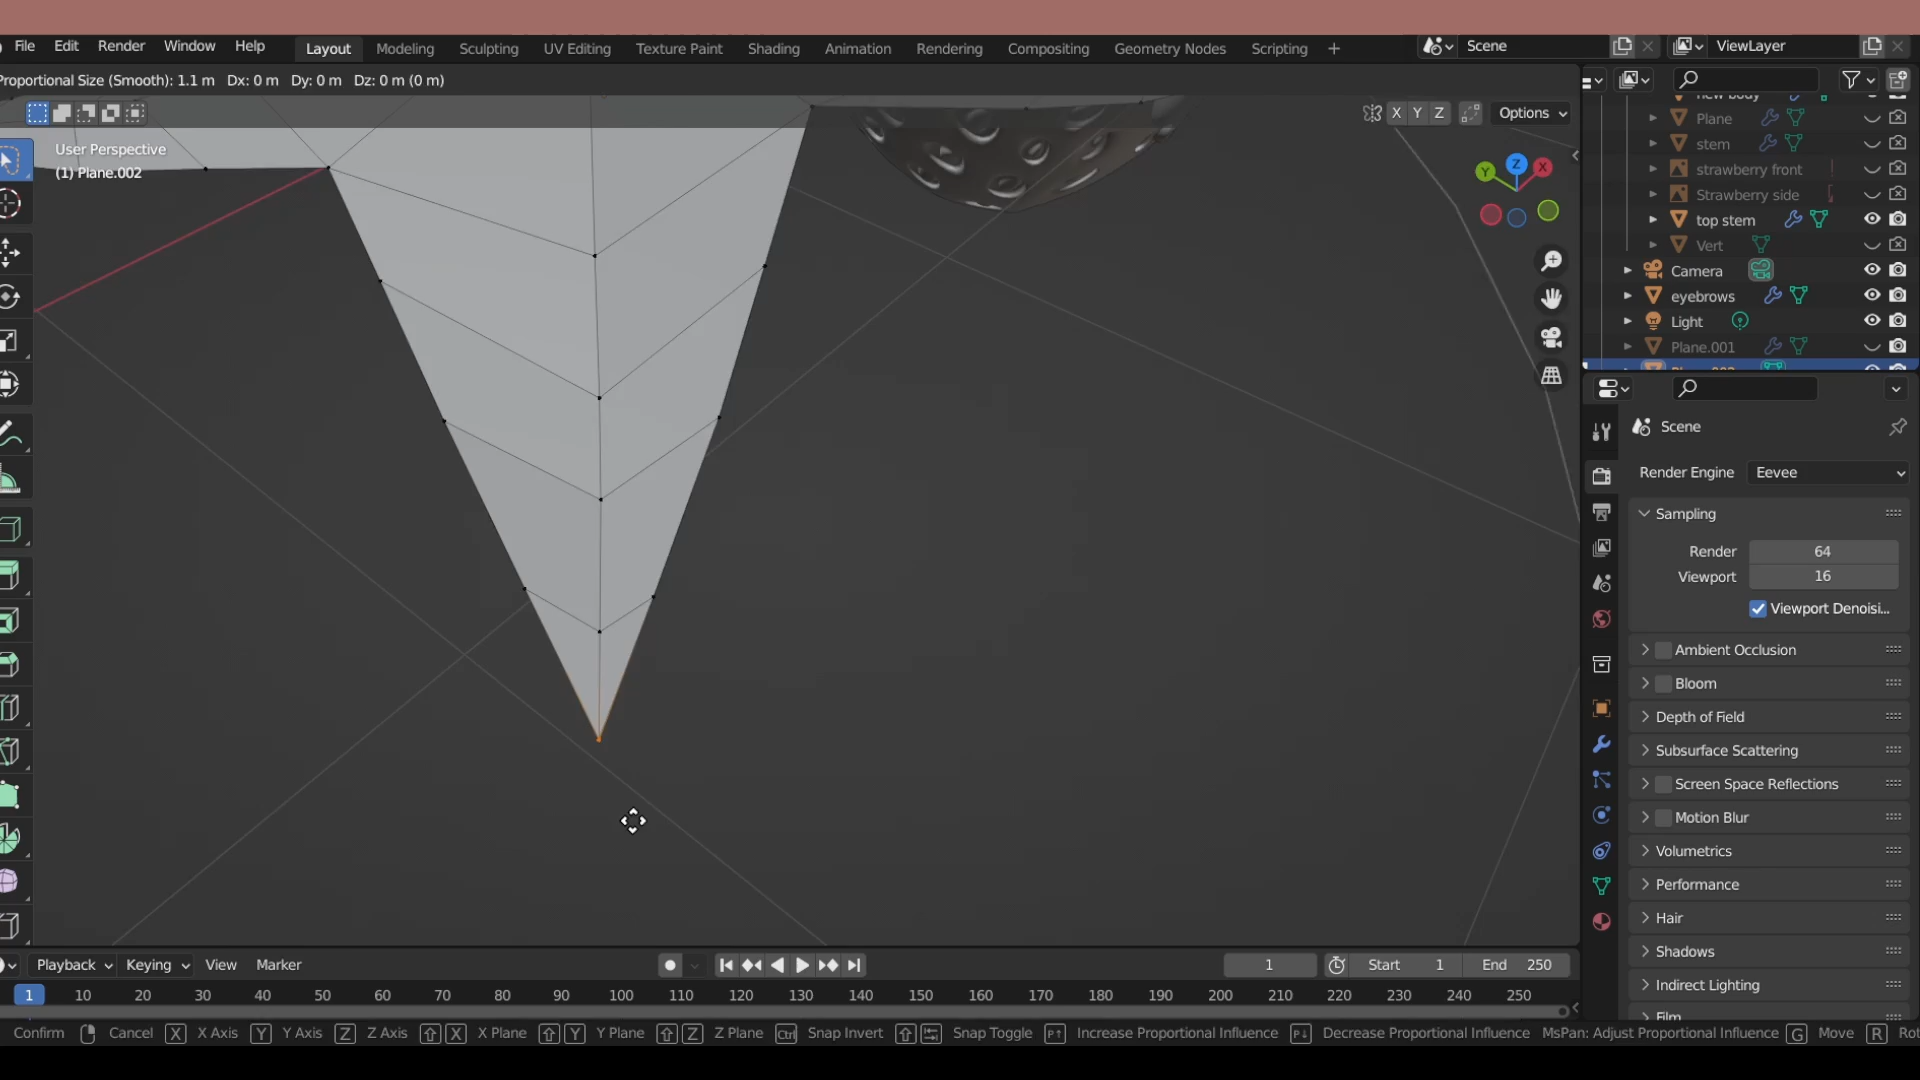 File Edit Render Window Help Layout Modeling Sculpting UV Editing Texture Paint Shading Animation Rendering Compositing Geometry Nodes Scripting + Scene ViewLayer
Proportional Size (Smooth): 1.1 m Dx: 0 m Dy: 0 m Dz: 0 m (0 m)
X Y Z Options
User Perspective
(1) Plane.002
Y Z X
new body
Plane
stem
strawberry front
Strawberry side
top stem
Vert
Camera
eyebrows
Light
Plane.001
Scene
Render Engine Eevee
Sampling
Render 64
Viewport 16
Viewport Denoisi...
Ambient Occlusion
Bloom
Depth of Field
Subsurface Scattering
Screen Space Reflections
Motion Blur
Volumetrics
Performance
Hair
Shadows
Indirect Lighting
Film
Playback Keying View Marker 1 Start 1 End 250
1 10 20 30 40 50 60 70 80 90 100 110 120 130 140 150 160 170 180 190 200 210 220 230 240 250
Confirm Cancel X X Axis Y Y Axis Z Z Axis X X Plane Y Y Plane Z Z Plane Ctrl Snap Invert Snap Toggle Increase Proportional Influence Decrease Proportional Influence MsPan: Adjust Proportional Influence G Move R